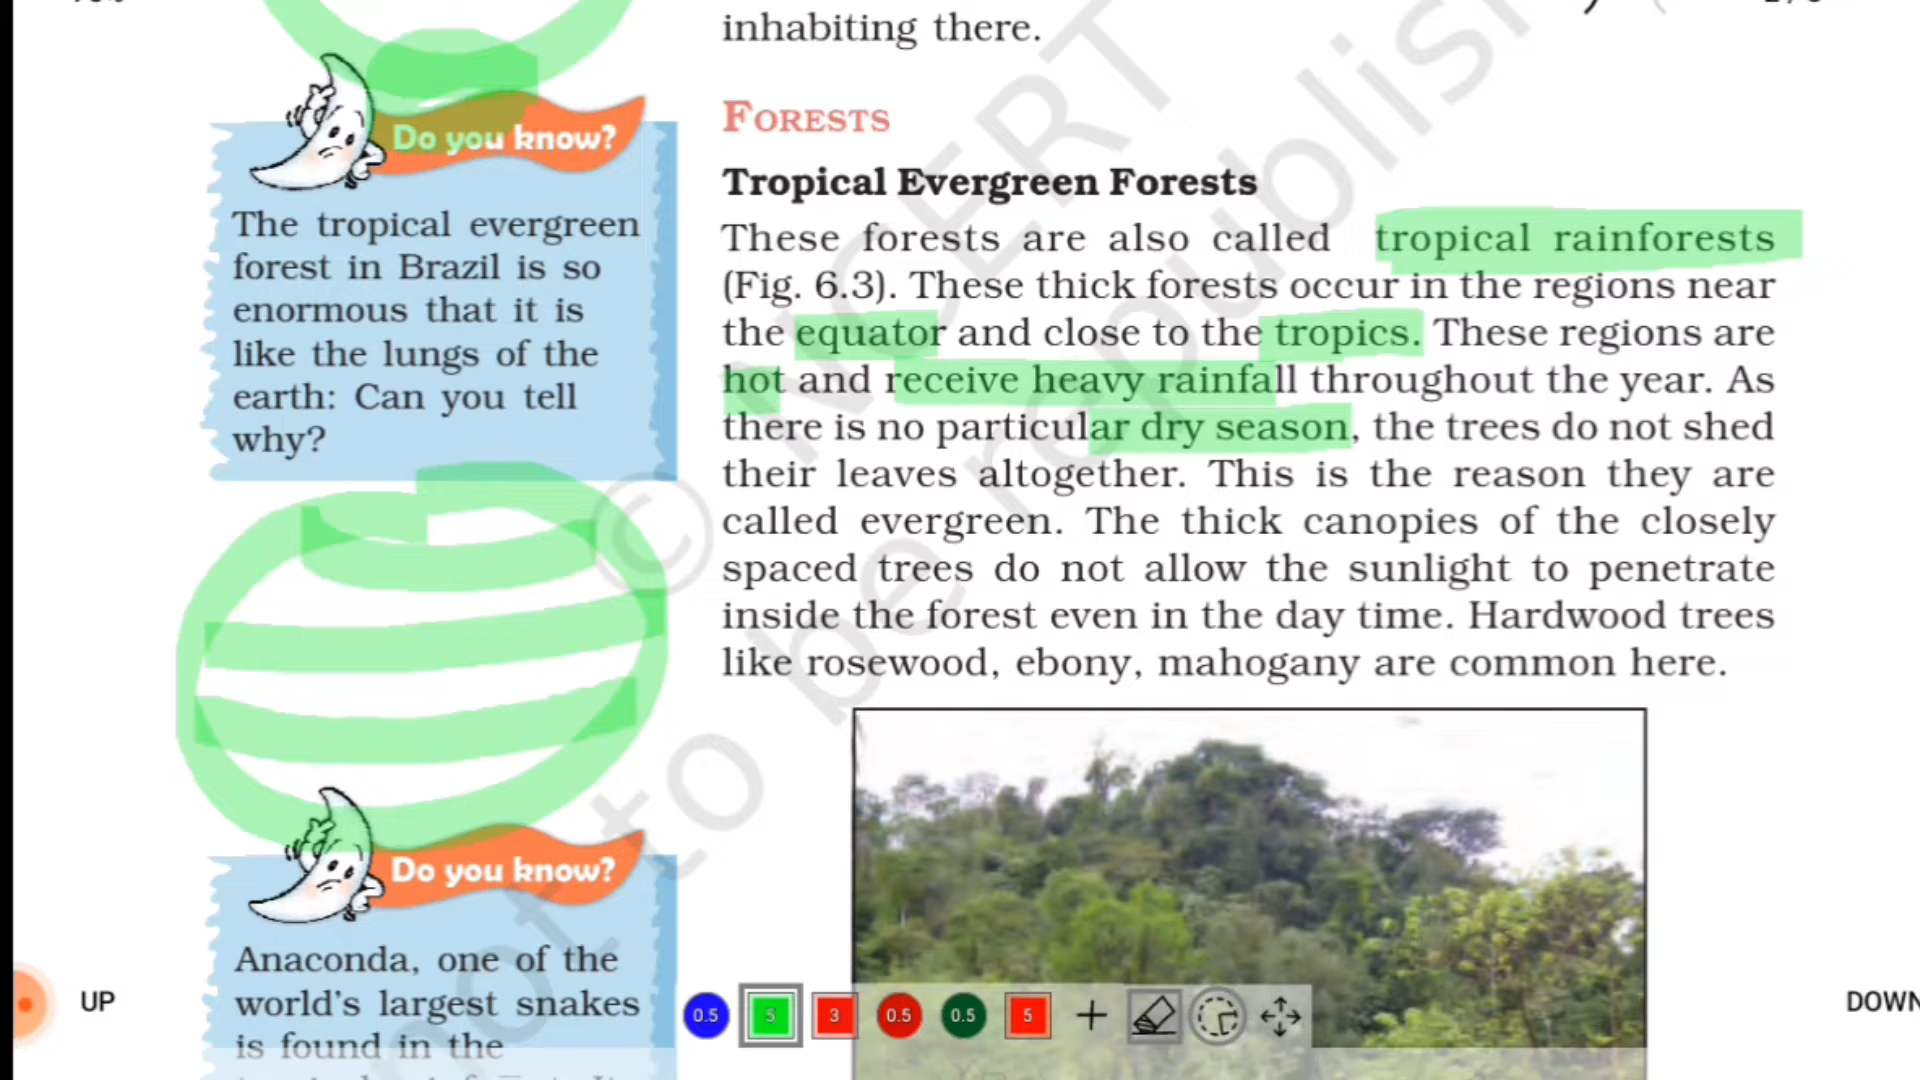 inhabiting there.
FORESTS
Tropical Evergreen Forests
These forests are also called tropical rainforests
(Fig. 6.3). These thick forests occur in the regions near
the equator and close to the tropics. These regions are
hot and receive heavy rainfall throughout the year. As
there is no particular dry season, the trees do not shed
their leaves altogether. This is the reason they are
called evergreen. The thick canopies of the closely
spaced trees do not allow the sunlight to penetrate
inside the forest even in the day time. Hardwood trees
like rosewood, ebony, mahogany are common here.
Do you know?
The tropical evergreen
forest in Brazil is so
enormous that it is
like the lungs of the
earth: Can you tell
why?
Do you know?
Anaconda, one of the
world's largest snakes
is found in the
© NCERT
not to be republish
UP
0.5
5
3
0.5
0.5
5
DOWN